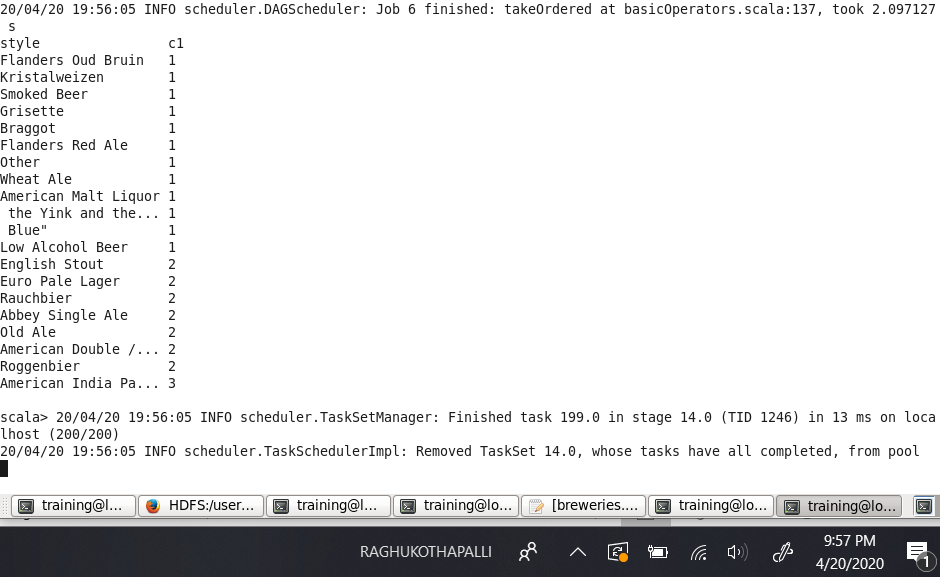 20/04/20 19:56:05 INFO scheduler.DAGScheduler: Job 6 finished: takeOrdered at basicOperators.scala:137, took 2.097127
 s
style                c1
Flanders Oud Bruin   1
Kristalweizen        1
Smoked Beer          1
Grisette             1
Braggot              1
Flanders Red Ale     1
Other                1
Wheat Ale            1
American Malt Liquor 1
 the Yink and the... 1
 Blue"               1
Low Alcohol Beer     1
English Stout        2
Euro Pale Lager      2
Rauchbier            2
Abbey Single Ale     2
Old Ale              2
American Double /... 2
Roggenbier           2
American India Pa... 3
scala> 20/04/20 19:56:05 INFO scheduler.TaskSetManager: Finished task 199.0 in stage 14.0 (TID 1246) in 13 ms on loca
lhost (200/200)
20/04/20 19:56:05 INFO scheduler.TaskSchedulerImpl: Removed TaskSet 14.0, whose tasks have all completed, from pool
training@l... HDFS:/user... training@l... training@lo... [breweries.... training@lo... training@lo...
RAGHUKOTHAPALLI
9:57 PM
4/20/2020
1